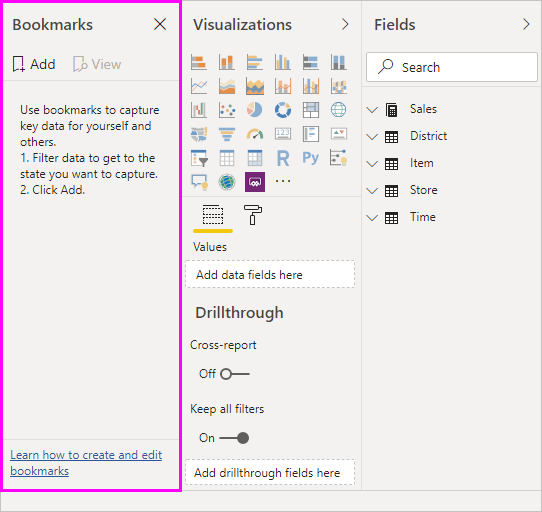 Bookmarks
Add
View
Use bookmarks to capture
key data for yourself and
others.
1. Filter data to get to the
state you want to capture.
2. Click Add.
Learn how to create and edit
bookmarks
Visualizations
123
R
Py
...
Values
Add data fields here
Drillthrough
Cross-report
Off
Keep all filters
On
Add drillthrough fields here
Fields
Search
Sales
District
Item
Store
Time